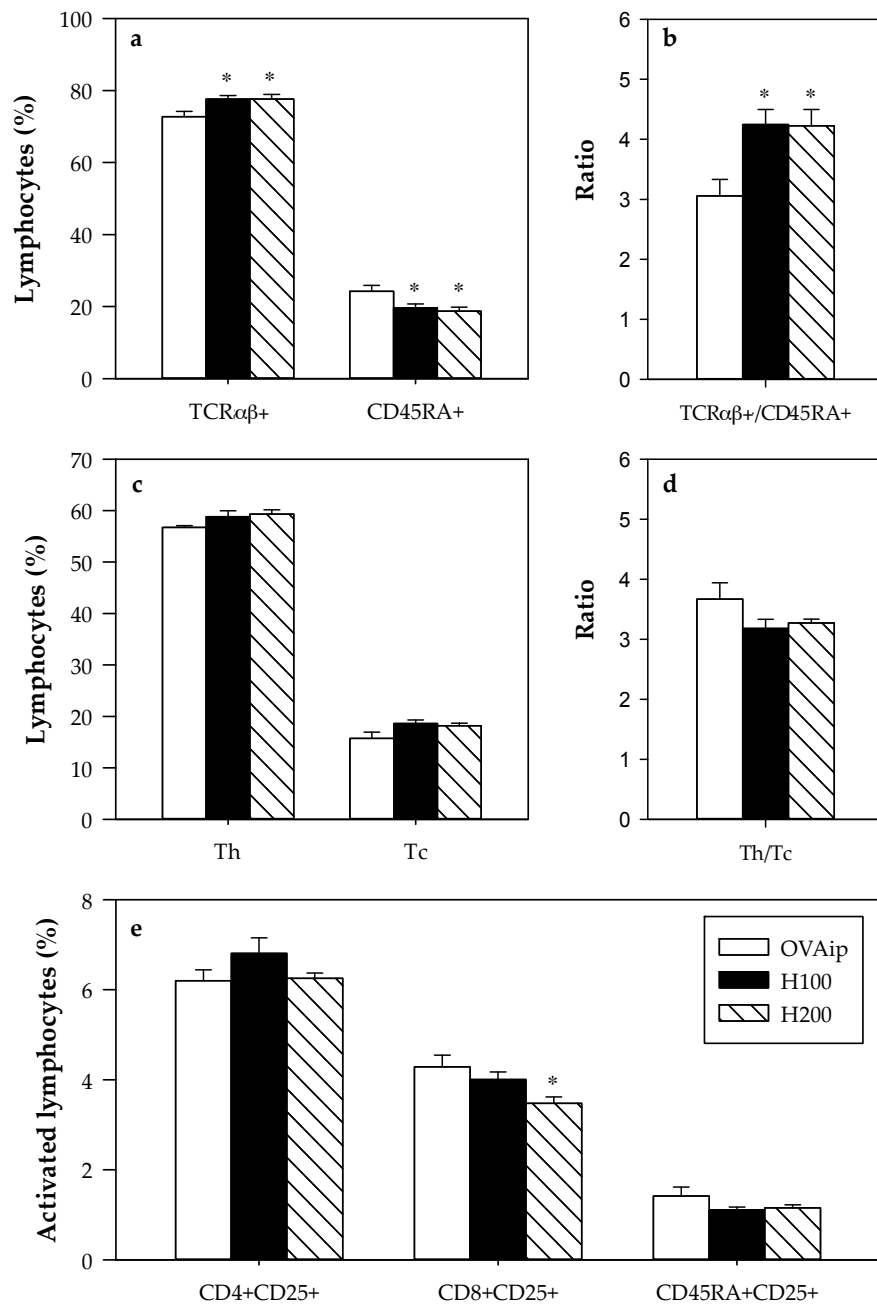 a
Lymphocytes (%)
100
80
60
40
20
0
* *
* *
TCRαβ+ CD45RA+
b
Ratio
6
5
4
3
2
1
0
* *
TCRαβ+/CD45RA+
c
Lymphocytes (%)
70
60
50
40
30
20
10
0
Th Tc
d
Ratio
6
5
4
3
2
1
0
Th/Tc
e
Activated lymphocytes (%)
8
6
4
2
0
*
OVAip
H100
H200
CD4+CD25+ CD8+CD25+ CD45RA+CD25+